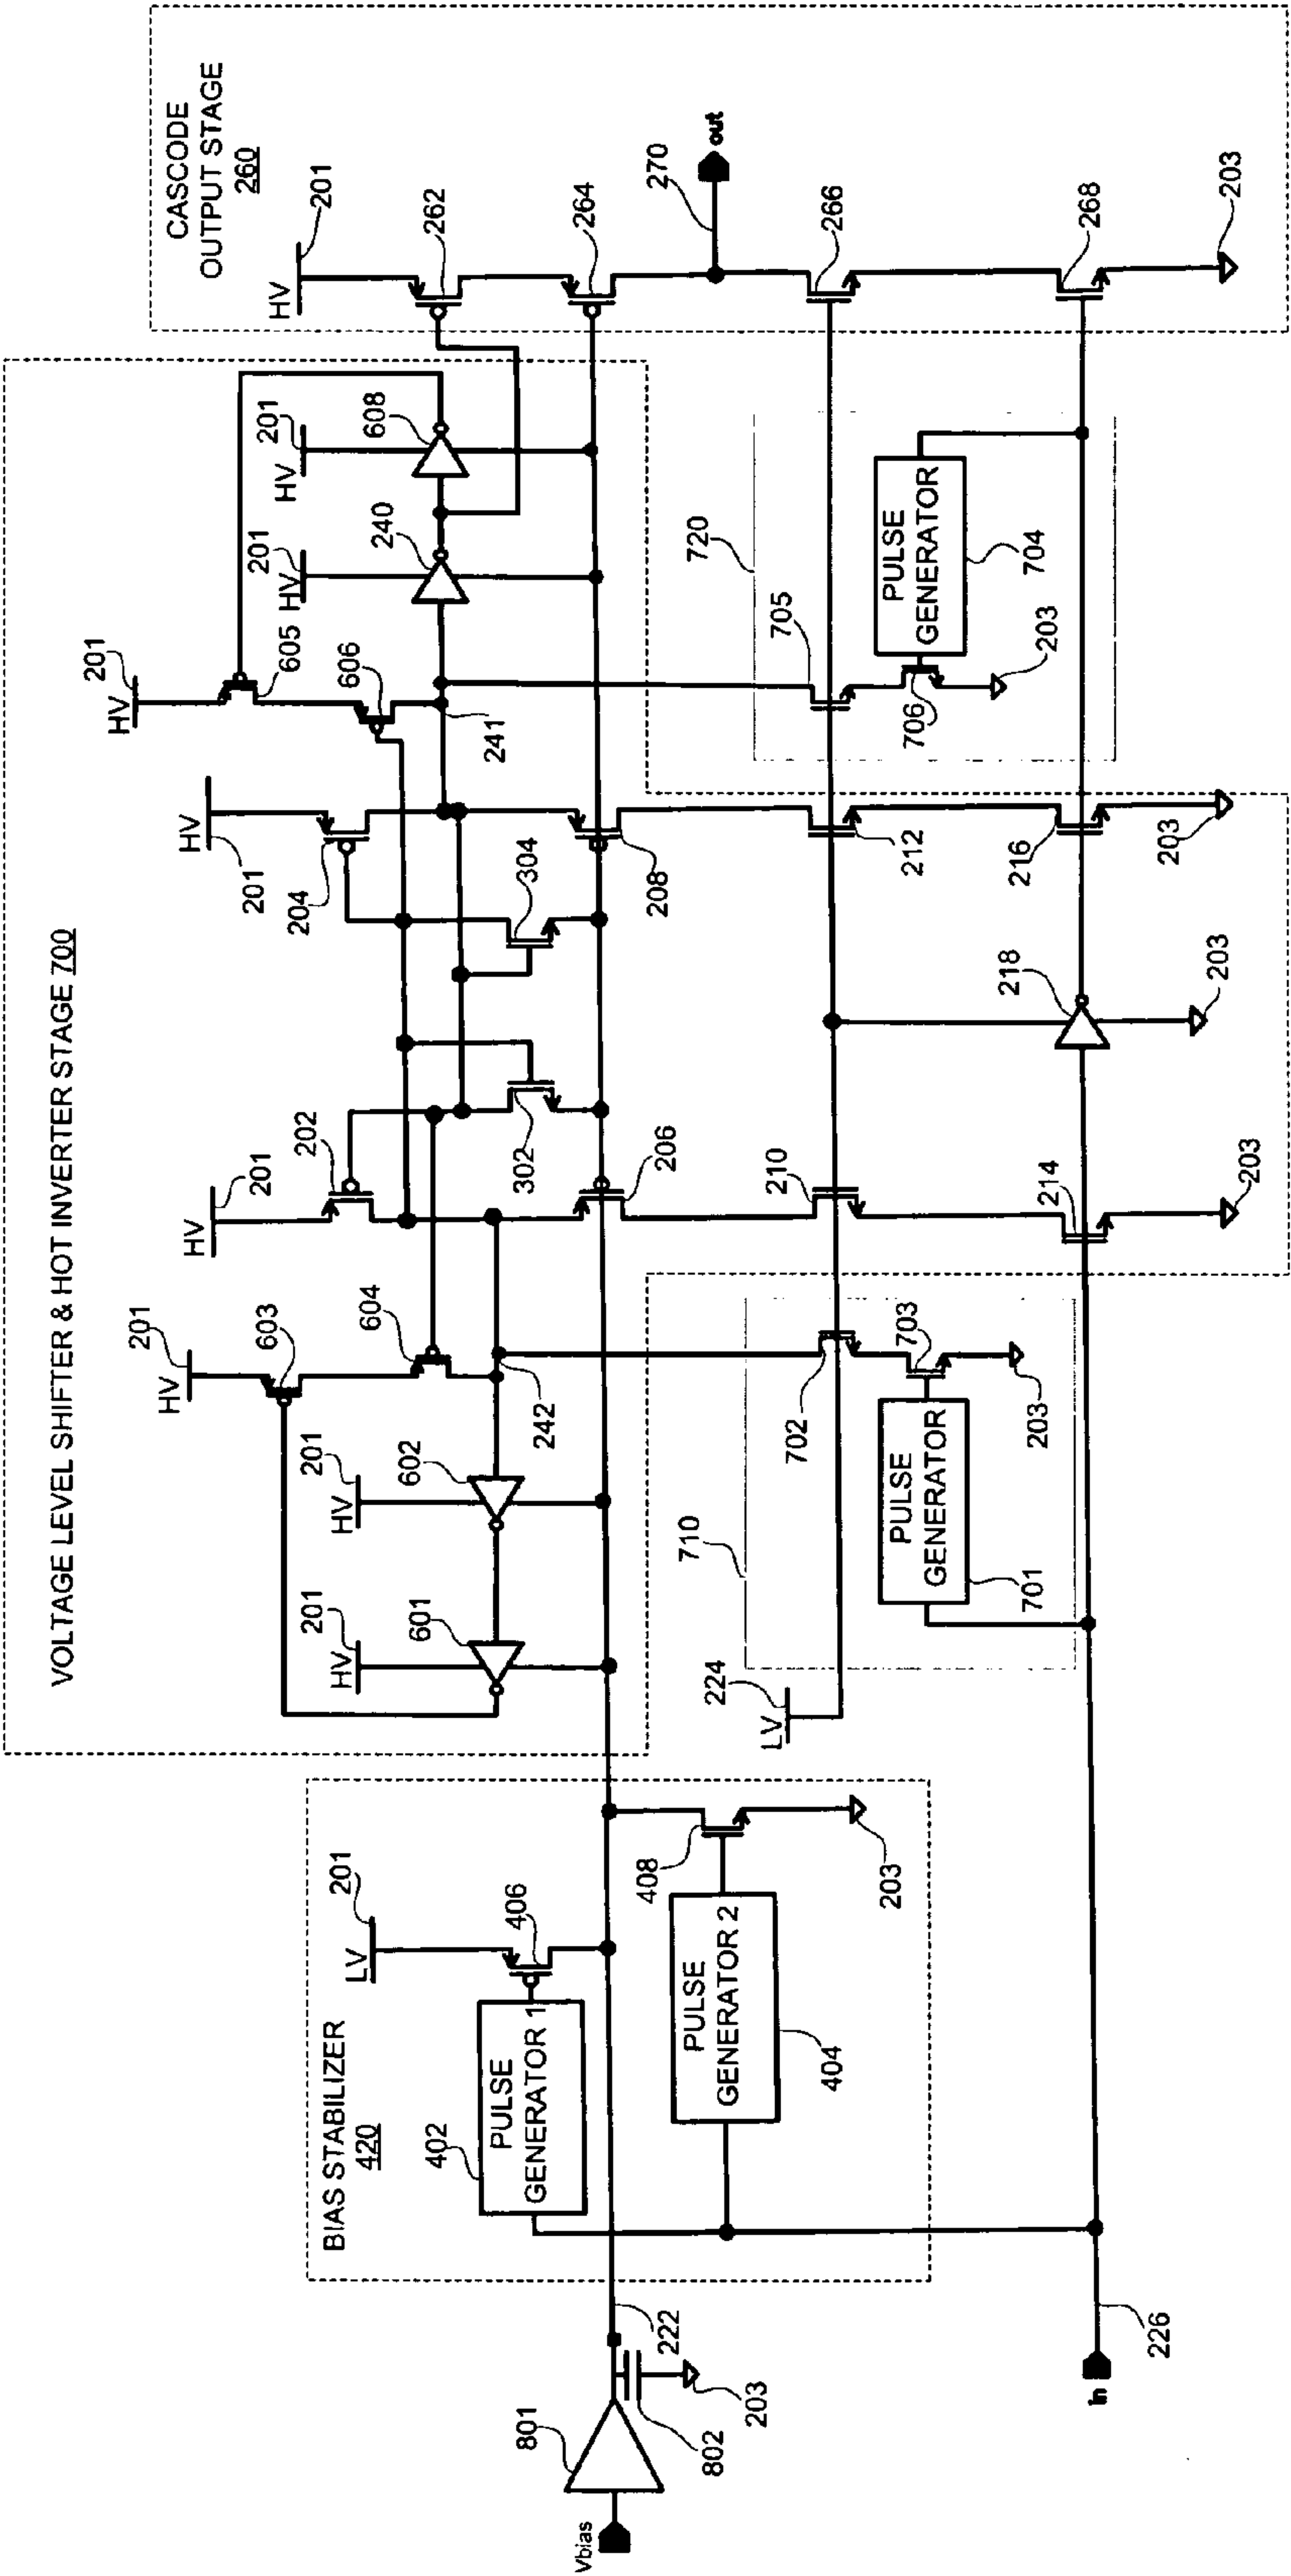 VOLTAGE LEVEL SHIFTER & HOT INVERTER STAGE 700
CASCODE
OUTPUT STAGE
260
HV
201
262
264
270
out
266
268
203
HV
201
608
HV
201
240
HV
201
605
606
241
HV
201
204
304
208
212
216
203
720
705
PULSE
GENERATOR
704
706
203
218
203
HV
201
202
302
206
210
214
203
HV
201
603
604
242
HV
201
602
HV
201
601
710
702
703
PULSE
GENERATOR
701
203
LV
224
BIAS STABILIZER
420
LV
201
406
PULSE
GENERATOR 1
402
408
PULSE
GENERATOR 2
404
203
222
801
802
203
Vbias
in
226